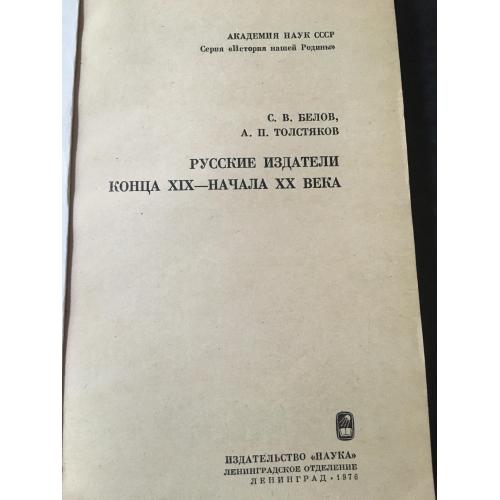 АКАДЕМИЯ НАУК СССР
Серия «История нашей Родины»
С. В. БЕЛОВ,
А. П. ТОЛСТЯКОВ
РУССКИЕ ИЗДАТЕЛИ
КОНЦА XIX—НАЧАЛА XX ВЕКА
ИЗДАТЕЛЬСТВО «НАУКА»
ЛЕНИНГРАДСКОЕ ОТДЕЛЕНИЕ
ЛЕНИНГРАД · 1976